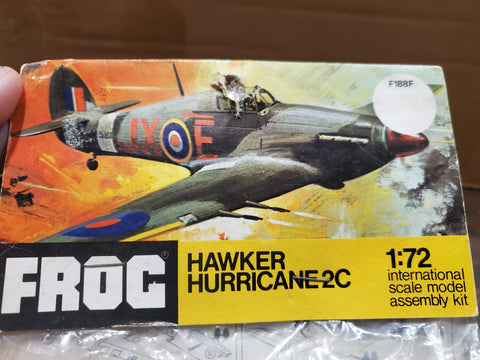 F188F
JX E
FROG®
HAWKER
HURRICANE 2C
1:72
international
scale model
assembly kit